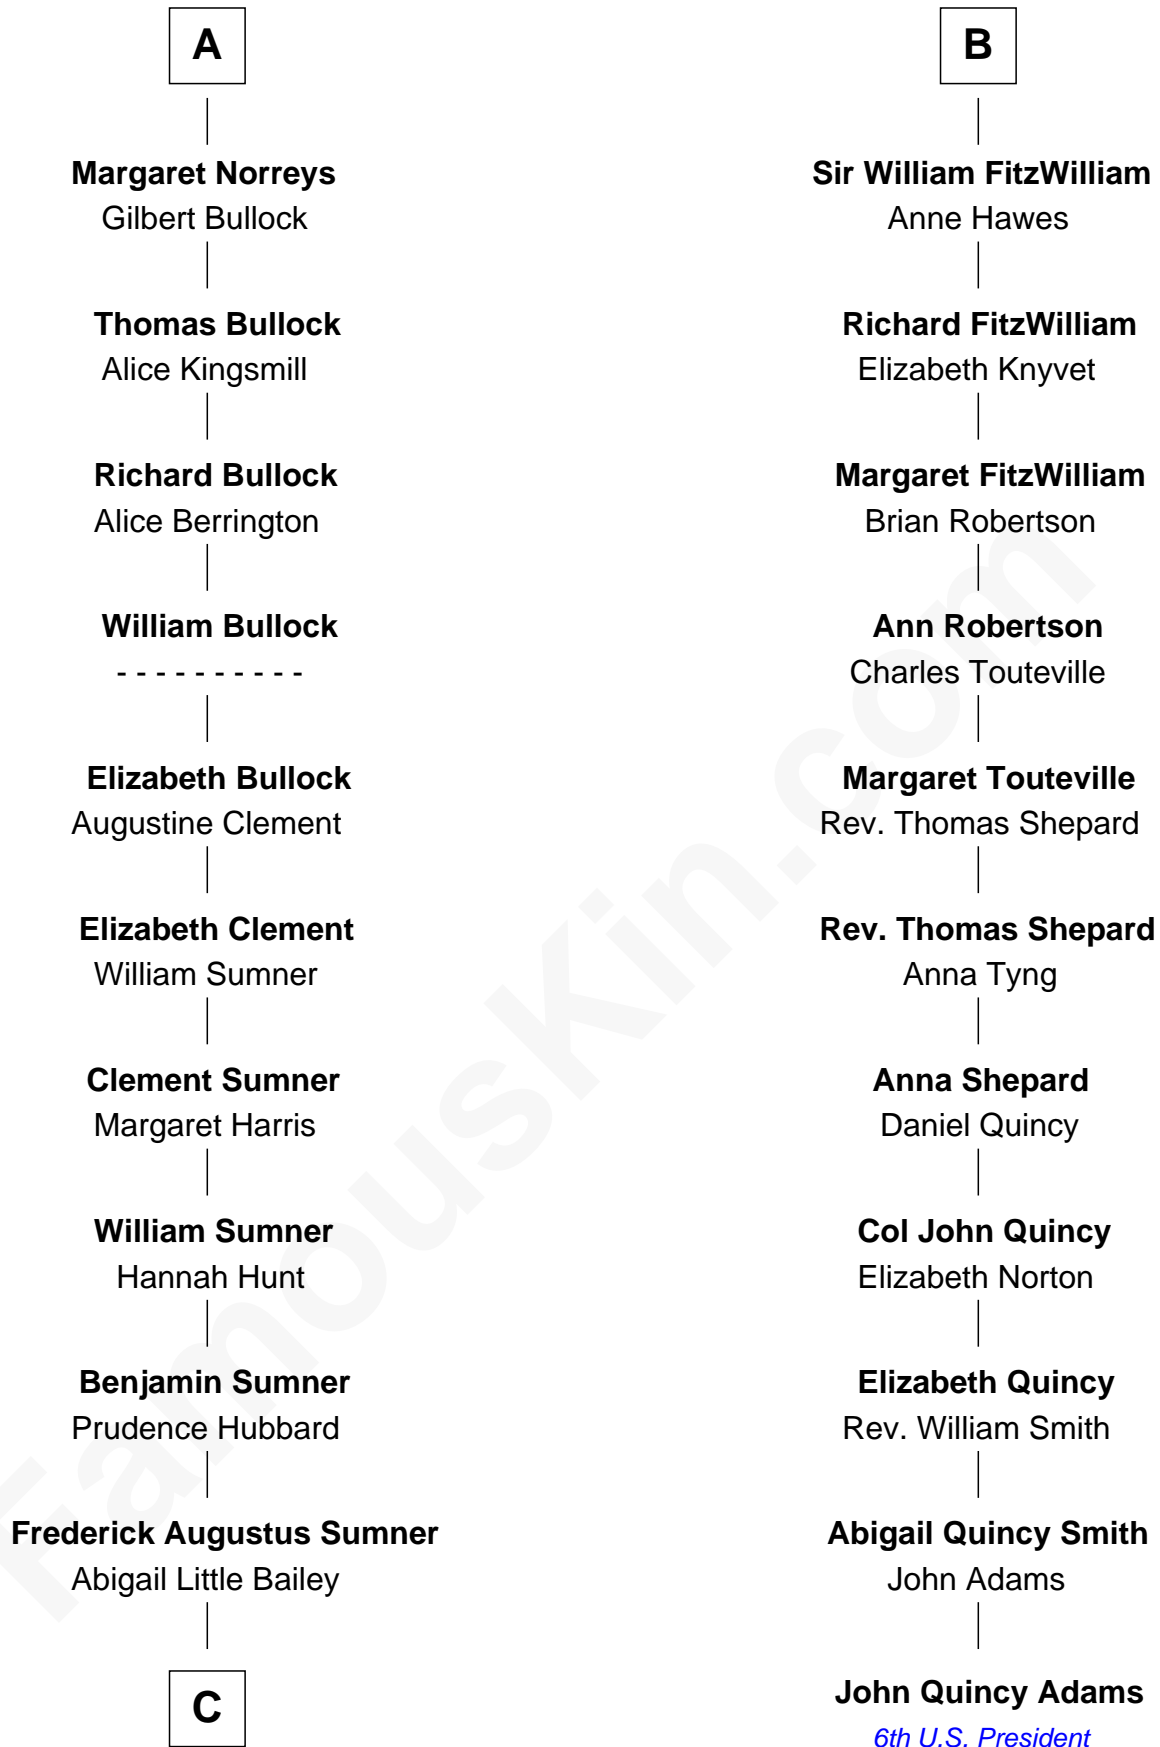 A
Margaret Norreys
Gilbert Bullock
Thomas Bullock
Alice Kingsmill
Richard Bullock
Alice Berrington
William Bullock
- - - - - - - - - -
Elizabeth Bullock
Augustine Clement
Elizabeth Clement
William Sumner
Clement Sumner
Margaret Harris
William Sumner
Hannah Hunt
Benjamin Sumner
Prudence Hubbard
Frederick Augustus Sumner
Abigail Little Bailey
C
B
Sir William FitzWilliam
Anne Hawes
Richard FitzWilliam
Elizabeth Knyvet
Margaret FitzWilliam
Brian Robertson
Ann Robertson
Charles Touteville
Margaret Touteville
Rev. Thomas Shepard
Rev. Thomas Shepard
Anna Tyng
Anna Shepard
Daniel Quincy
Col John Quincy
Elizabeth Norton
Elizabeth Quincy
Rev. William Smith
Abigail Quincy Smith
John Adams
John Quincy Adams
6th U.S. President
FamousKin.com